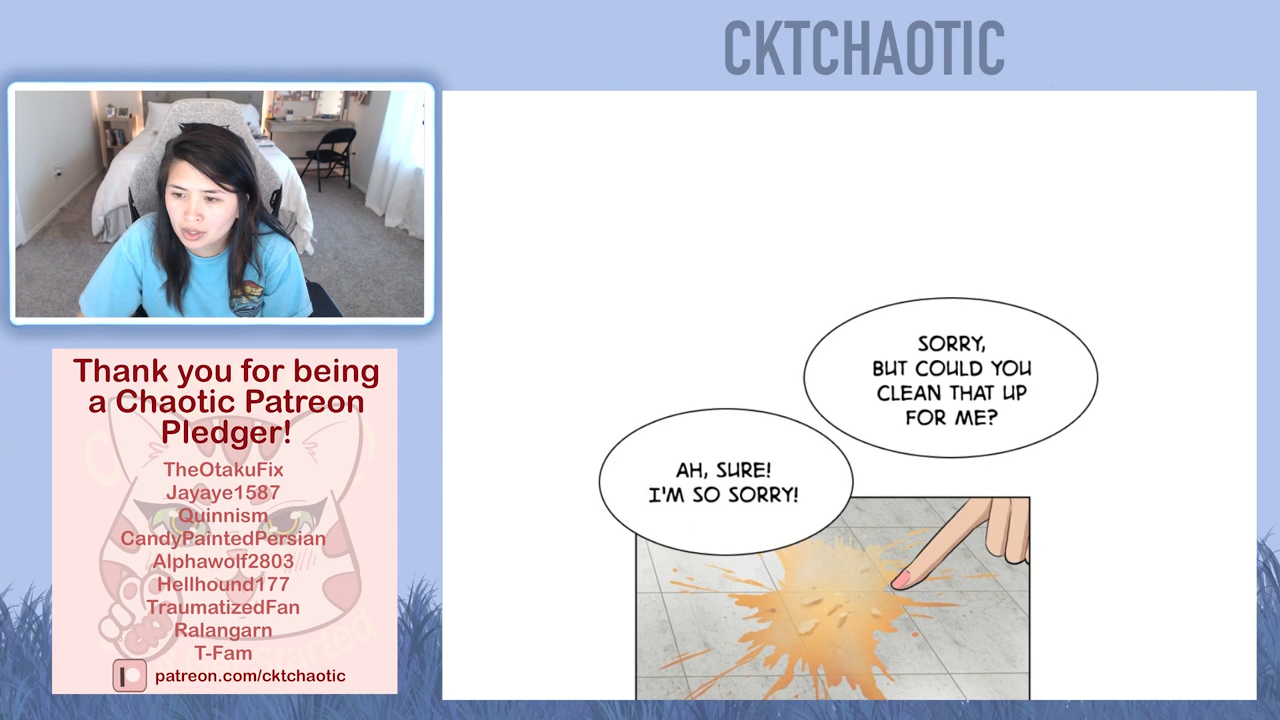 CKTCHAOTIC
Thank you for being
a Chaotic Patreon
Pledger!
TheOtakuFix
Jayaye1587
Quinnism
CandyPaintedPersian
Alphawolf2803
Hellhound177
TraumatizedFan
Ralangarn
T-Fam
patreon.com/cktchaotic
SORRY,
BUT COULD YOU
CLEAN THAT UP
FOR ME?
AH, SURE!
I'M SO SORRY!